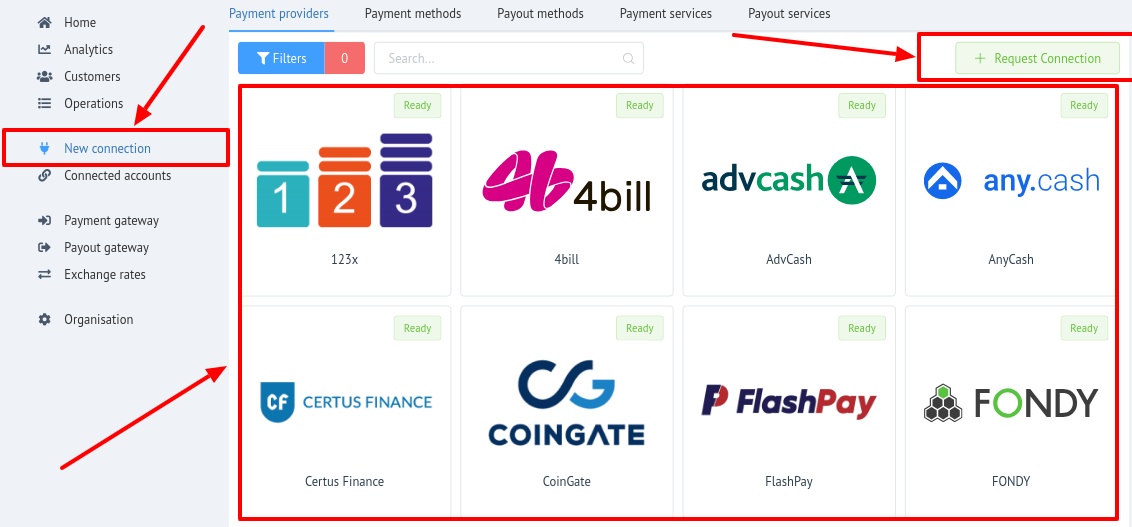 Home
Analytics
Customers
Operations
New connection
Connected accounts
Payment gateway
Payout gateway
Exchange rates
Organisation
Payment providers Payment methods Payout methods Payment services Payout services
Filters 0 Search... Request Connection
Ready Ready Ready Ready
1 2 3 4b 4bill advcash any.cash
123x 4bill AdvCash AnyCash
Ready Ready Ready Ready
CF CERTUS FINANCE CG COINGATE FlashPay FONDY
Certus Finance CoinGate FlashPay FONDY